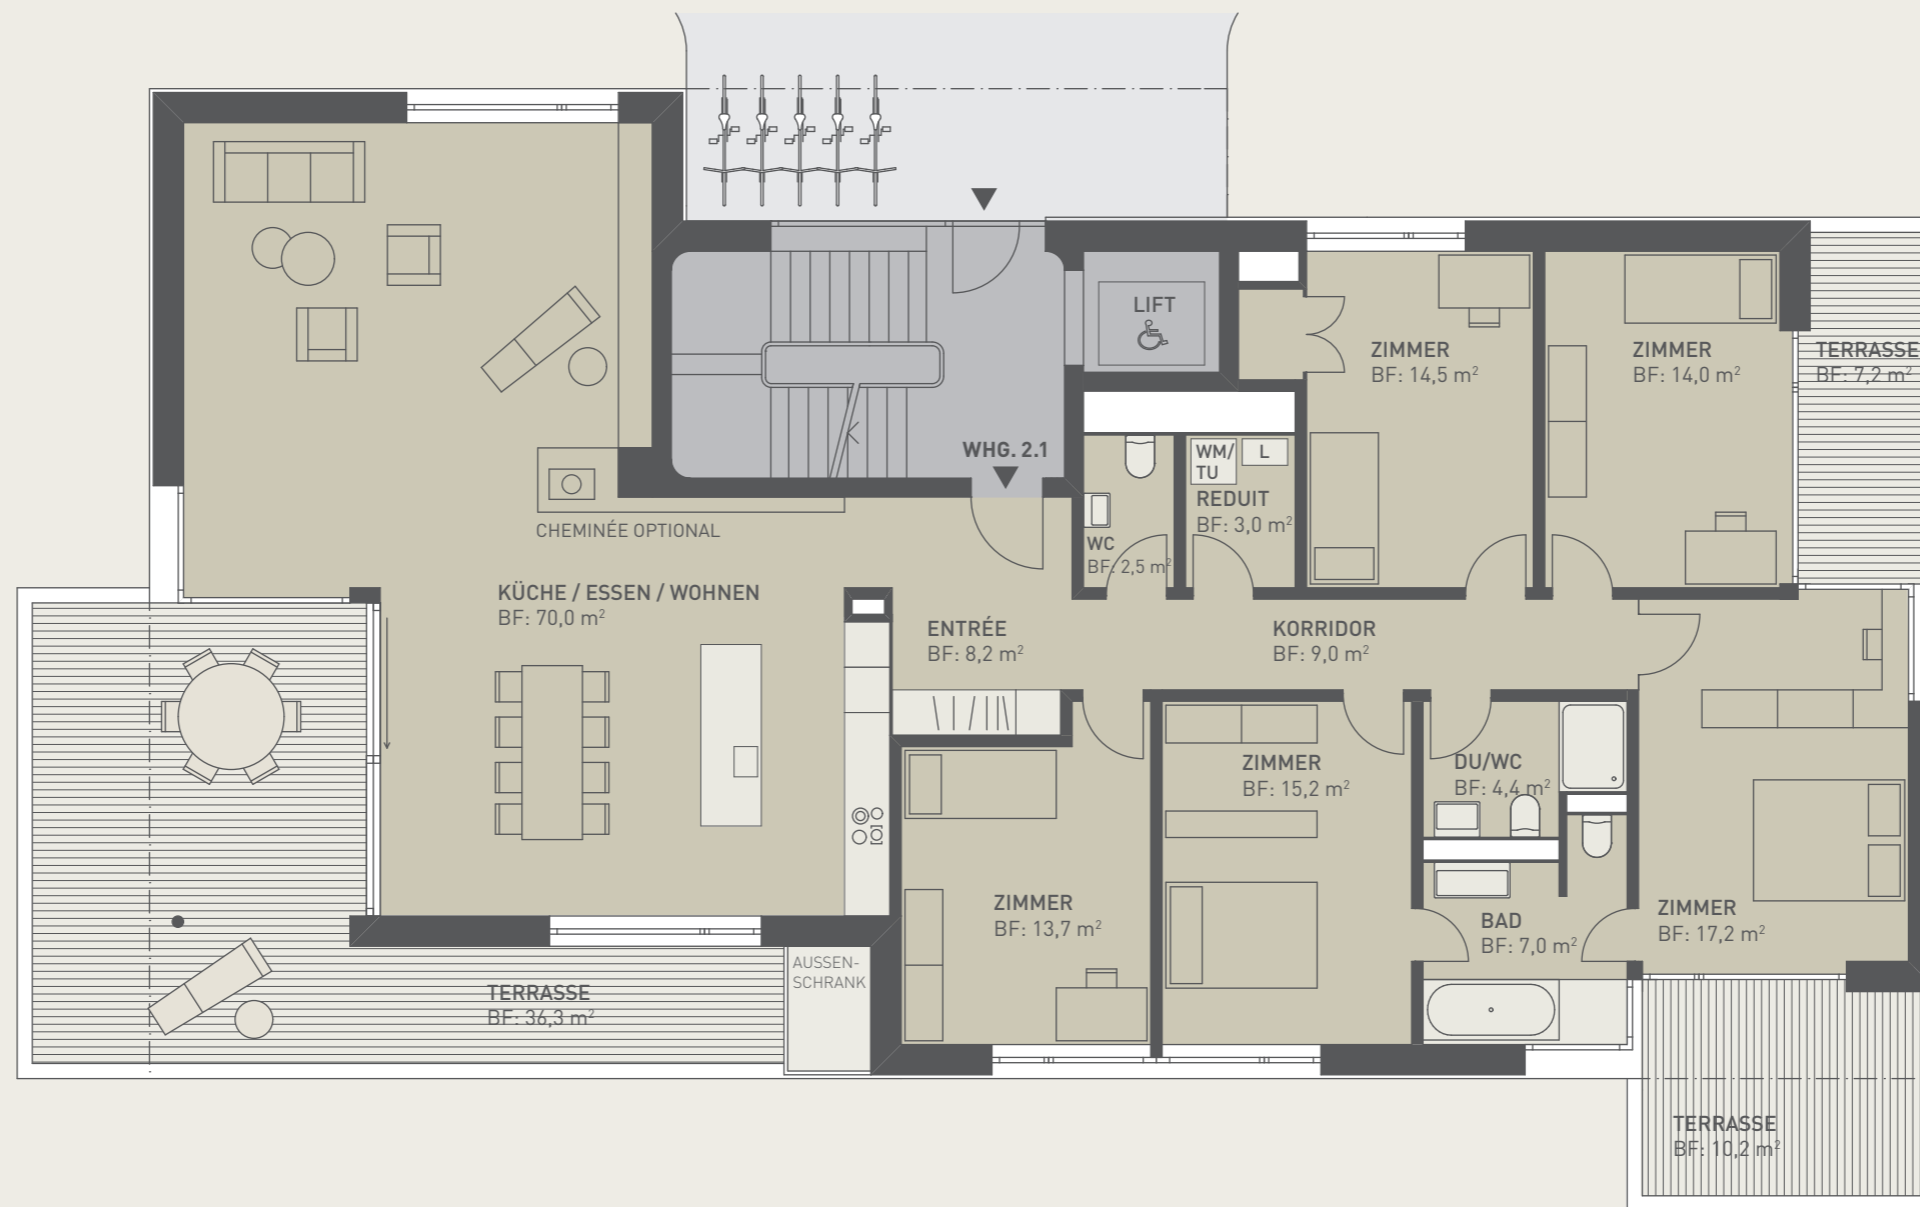 LIFT
WHG. 2.1
ZIMMER
BF: 14,5 m²
ZIMMER
BF: 14,0 m²
TERRASSE
BF: 7,2 m²
WM/
TU
L
REDUIT
BF: 3,0 m²
WC
BF: 2,5 m²
CHEMINÉE OPTIONAL
KÜCHE / ESSEN / WOHNEN
BF: 70,0 m²
ENTRÉE
BF: 8,2 m²
KORRIDOR
BF: 9,0 m²
ZIMMER
BF: 15,2 m²
DU/WC
BF: 4,4 m²
ZIMMER
BF: 13,7 m²
BAD
BF: 7,0 m²
ZIMMER
BF: 17,2 m²
AUSSEN-
SCHRANK
TERRASSE
BF: 36,3 m²
TERRASSE
BF: 10,2 m²